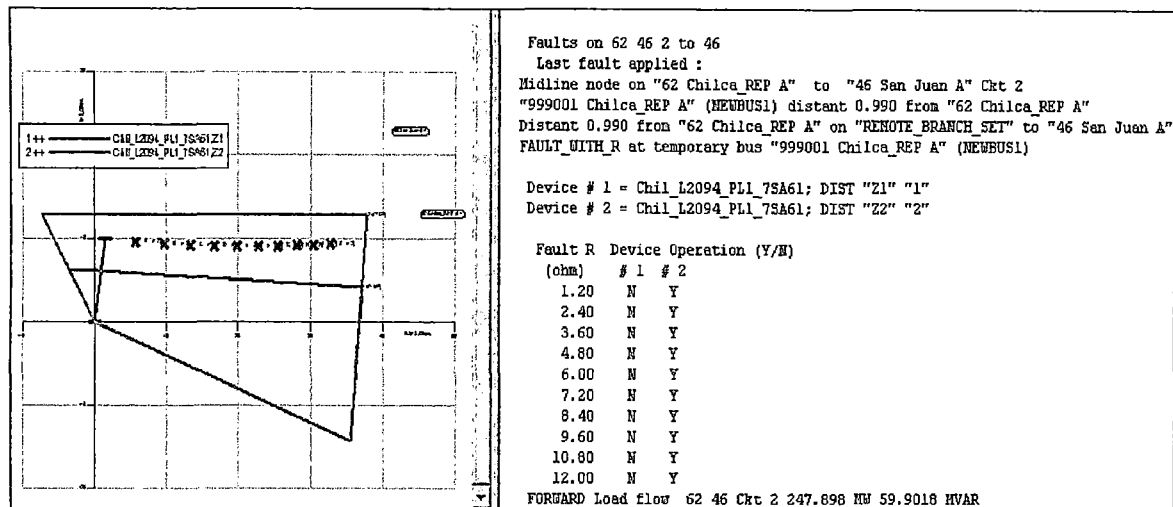 1 ++
2 ++
Faults on 62 46 2 to 46
Last fault applied :
Midline node on "62 Chilca_REP A" to "46 San Juan A" Ckt 2
"999001 Chilca_REP A" (NEWBUS1) distant 0.990 from "62 Chilca_REP A"
Distant 0.990 from "62 Chilca_REP A" on "REMOTE_BRANCH_SET" to "46 San Juan A"
FAULT_WITH_R at temporary bus "999001 Chilca_REP A" (NEWBUS1)
Device # 1 = Chil_L2094_PL1_7SA61; DIST "Z1" "1"
Device # 2 = Chil_L2094_PL1_7SA61; DIST "Z2" "2"
Fault R Device Operation (Y/N)
(ohm) # 1 # 2
1.20 N Y
2.40 N Y
3.60 N Y
4.80 N Y
6.00 N Y
7.20 N Y
8.40 N Y
9.60 N Y
10.80 N Y
12.00 N Y
FORWARD Load flow 62 46 Ckt 2 247.898 MW 59.9018 MVAR